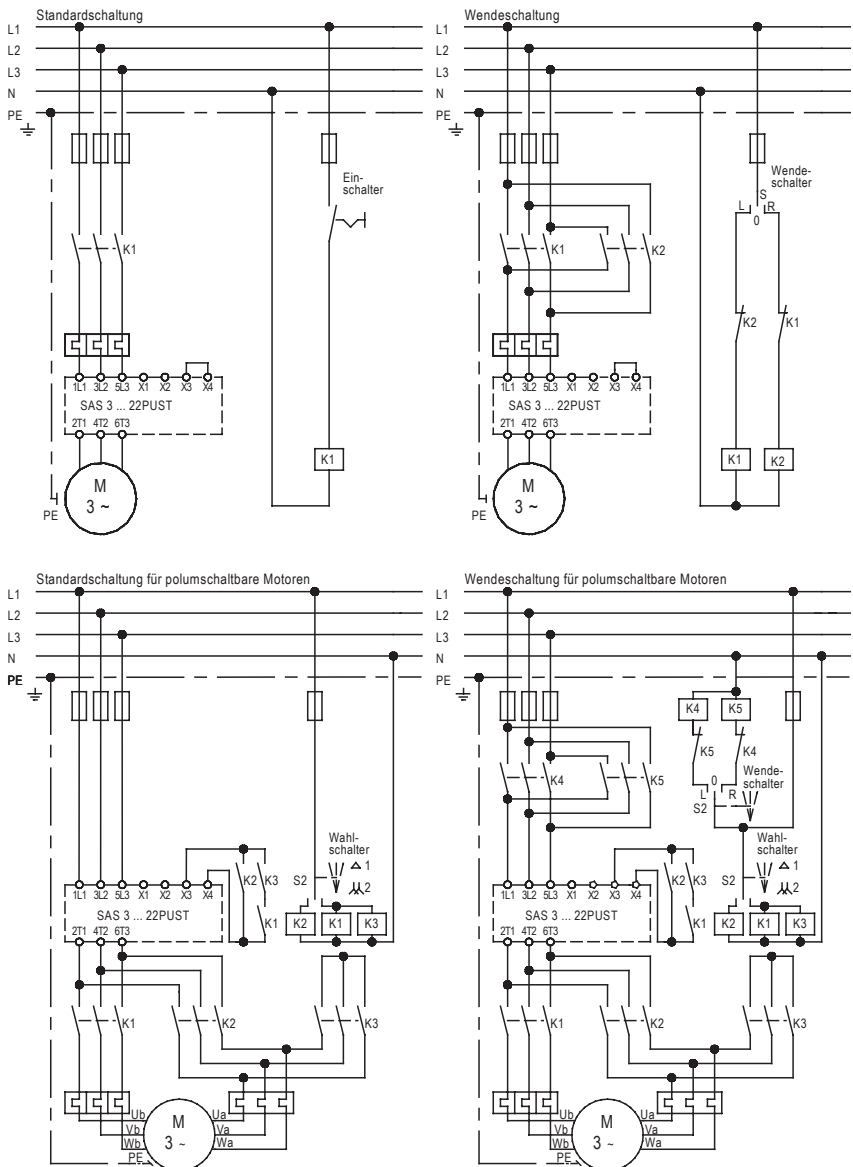 Standardschaltung
L1
L2
L3
N
PE
Ein-
schalter
K1
1L1 3L2 5L3 X1 X2 X3 X4
SAS 3 ... 22PUST
2T1 4T2 6T3
K1
M
3 ~
PE
Wendeschaltung
L1
L2
L3
N
PE
Wende-
schalter
S
L R
0
K1 K2
K2 K1
1L1 3L2 5L3 X1 X2 X3 X4
SAS 3 ... 22PUST
2T1 4T2 6T3
K1 K2
M
3 ~
PE
Standardschaltung für polumschaltbare Motoren
L1
L2
L3
N
PE
Wahl-
schalter
K2 K3
S2 1
2
1L1 3L2 5L3 X1 X2 X3 X4
SAS 3 ... 22PUST
K1
K2 K1 K3
2T1 4T2 6T3
K1 K2 K3
Ub Ua
Vb M Va
Wb 3 ~ Wa
PE
Wendeschaltung für polumschaltbare Motoren
L1
L2
L3
N
PE
K4 K5
K5 K4
K4 K5
0
Wende-
schalter
L R
S2
Wahl-
schalter
K2 K3
S2 1
2
1L1 3L2 5L3 X1 X2 X3 X4
SAS 3 ... 22PUST
K1
K2 K1 K3
2T1 4T2 6T3
K1 K2 K3
Ub Ua
Vb M Va
Wb 3 ~ Wa
PE